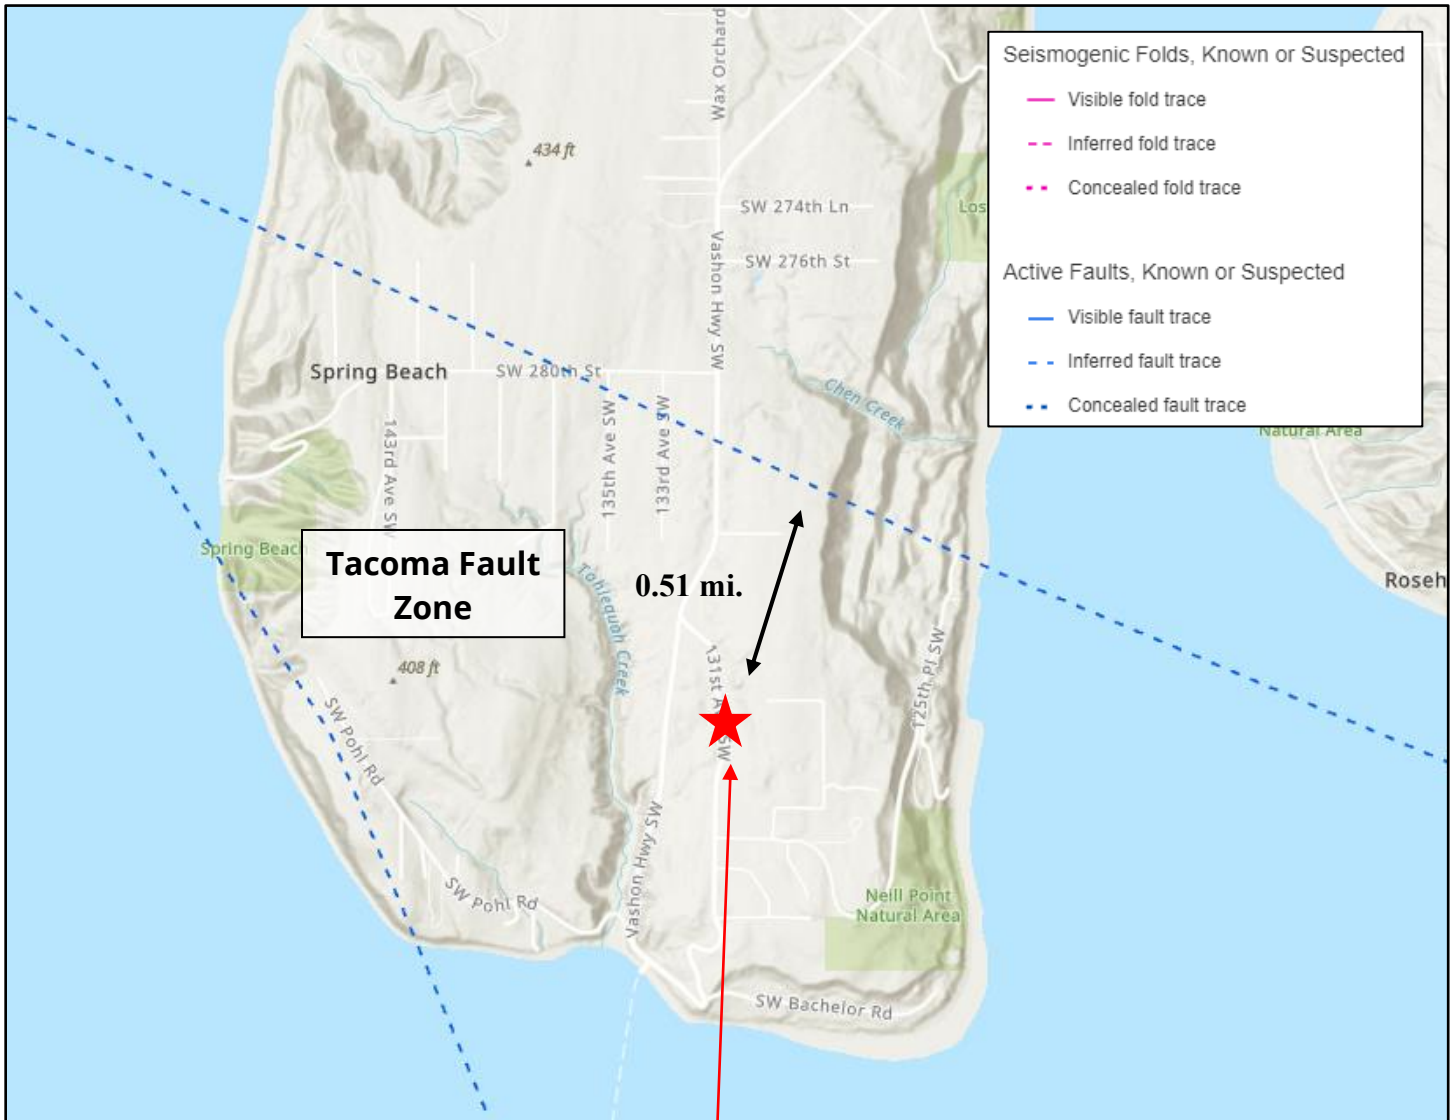 Wax Orchard
434 ft
SW 274th Ln
Los
Vashon Hwy SW
SW 276th St
Seismogenic Folds, Known or Suspected
Visible fold trace
Inferred fold trace
Concealed fold trace
Active Faults, Known or Suspected
Visible fault trace
Inferred fault trace
Concealed fault trace
Natural Area
Spring Beach
SW 280th St
Chen Creek
143rd Ave SW
135th Ave SW
133rd Ave SW
Spring Beac
Tacoma Fault
Zone
0.51 mi.
Tahlequah Creek
Roseh
408 ft
131st A
SW
125th Pl SW
SW Pohl Rd
Vashon Hwy SW
SW Pohl Rd
Neill Point
Natural Area
SW Bachelor Rd